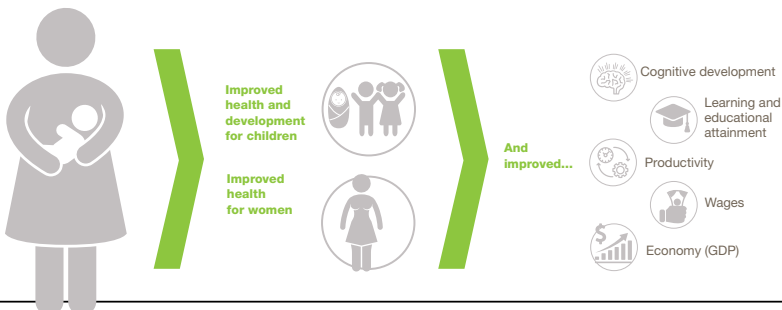 Improved
health and
development
for children
Improved
health
for women
And
improved...
Cognitive development
Learning and
educational
attainment
Productivity
Wages
Economy (GDP)